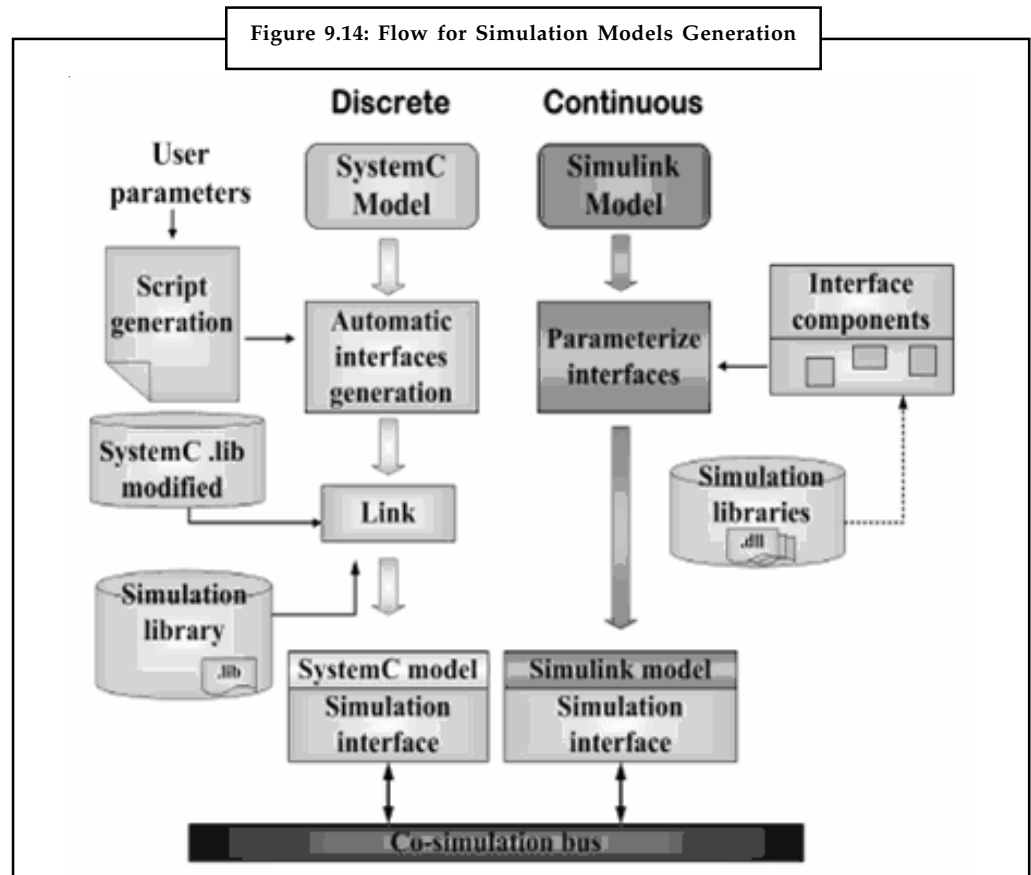 Figure 9.14: Flow for Simulation Models Generation
Discrete
Continuous
User
parameters
SystemC
Model
Simulink
Model
Script
generation
Automatic
interfaces
generation
Parameterize
interfaces
Interface
components
SystemC .lib
modified
Link
Simulation
libraries
.dll
Simulation
library
.lib
SystemC model
Simulation
interface
Simulink model
Simulation
interface
Co-simulation bus